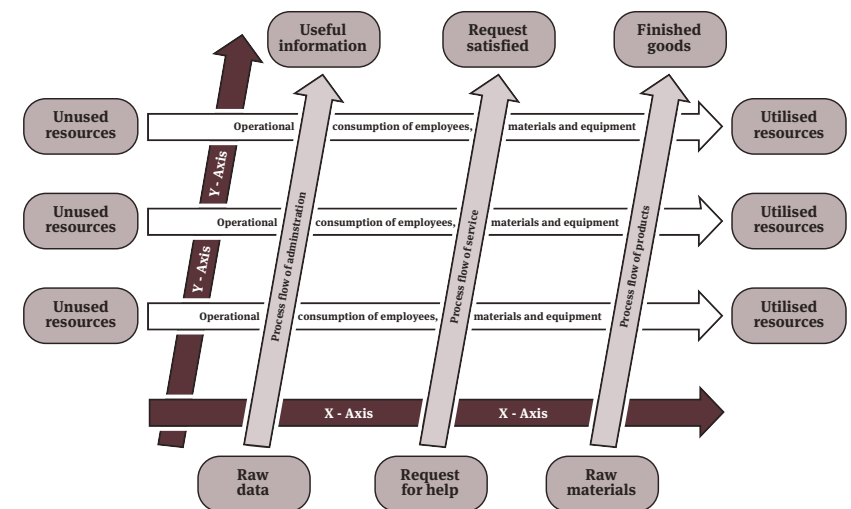 Useful
information
Request
satisfied
Finished
goods
Unused
resources
Operational consumption of employees, materials and equipment
Utilised
resources
Y - Axis
Unused
resources
Operational consumption of employees, materials and equipment
Utilised
resources
Y - Axis
Unused
resources
Operational consumption of employees, materials and equipment
Utilised
resources
Process flow of adminstration
Process flow of service
Process flow of products
X - Axis
X - Axis
Raw
data
Request
for help
Raw
materials